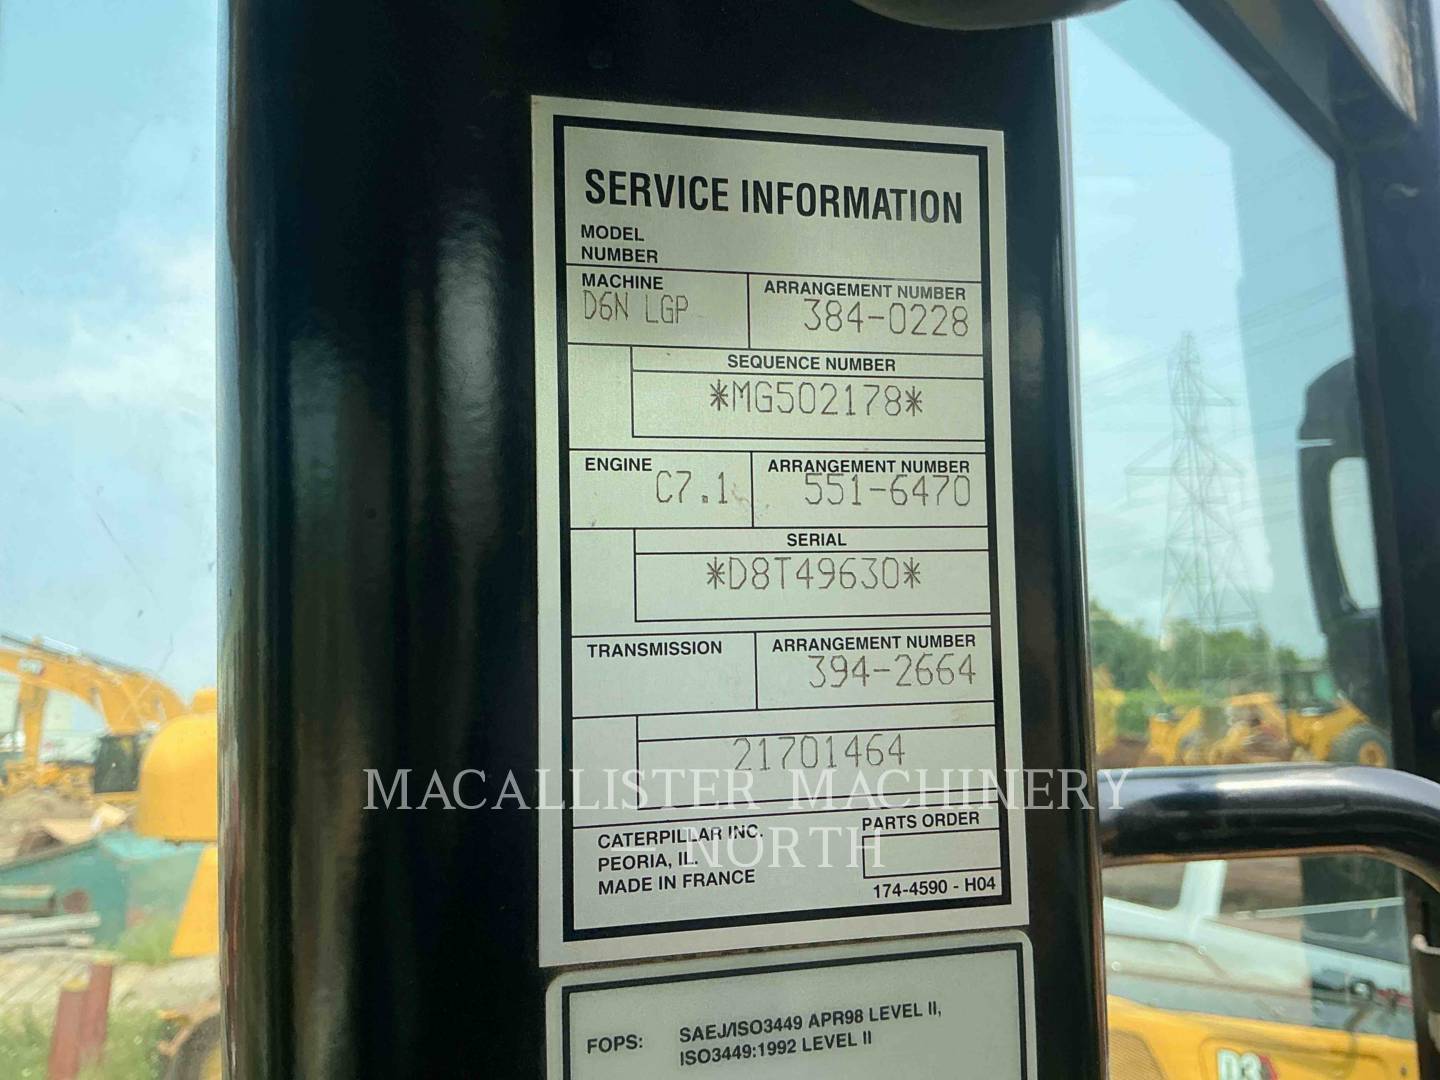 SERVICE INFORMATION
MODEL
NUMBER
MACHINE
D6N LGP
ARRANGEMENT NUMBER
384-0228
SEQUENCE NUMBER
*MG502178*
ENGINE
C7.1
ARRANGEMENT NUMBER
551-6470
SERIAL
*D8T49630*
TRANSMISSION
ARRANGEMENT NUMBER
394-2664
21701464
MACALLISTER MACHINERY
— NORTH
CATERPILLAR INC.
PEORIA, IL.
MADE IN FRANCE
PARTS ORDER
174-4590 - H04
FOPS:
SAEJ/ISO3449 APR98 LEVEL II,
ISO3449:1992 LEVEL II
D3